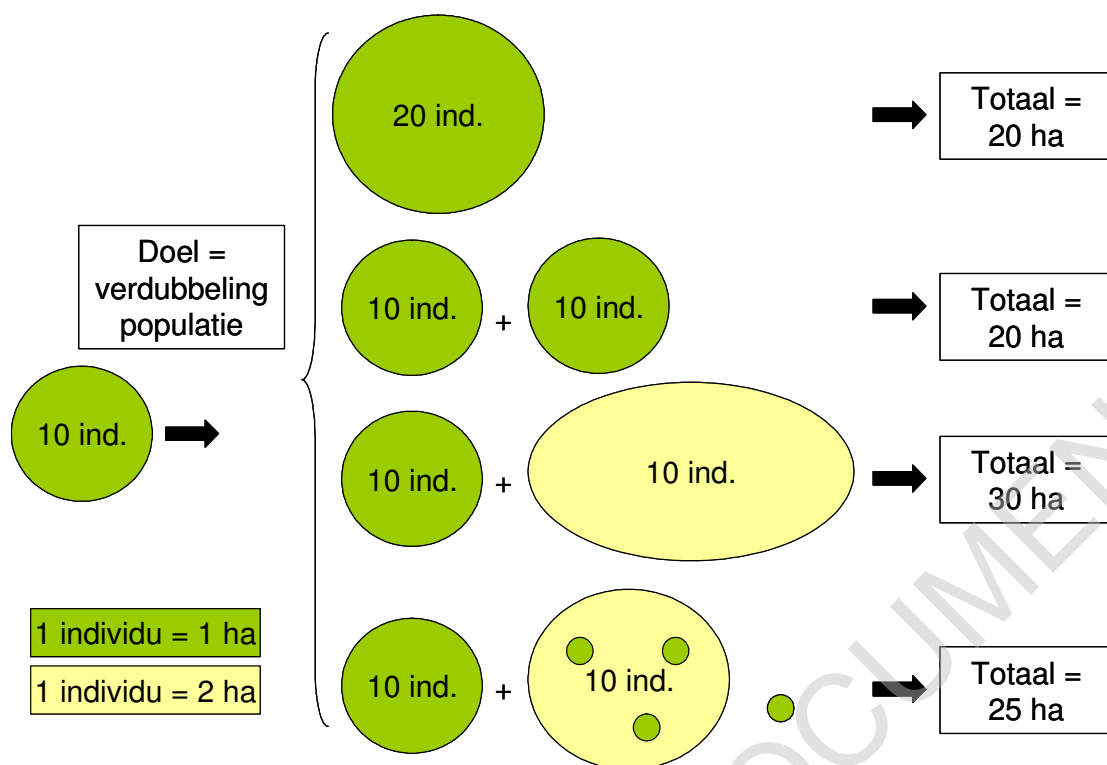 20 ind.
Totaal =
20 ha
Doel =
verdubbeling
populatie
10 ind.
+
10 ind.
Totaal =
20 ha
10 ind.
10 ind.
+
10 ind.
Totaal =
30 ha
1 individu = 1 ha
1 individu = 2 ha
10 ind.
+
10 ind.
Totaal =
25 ha